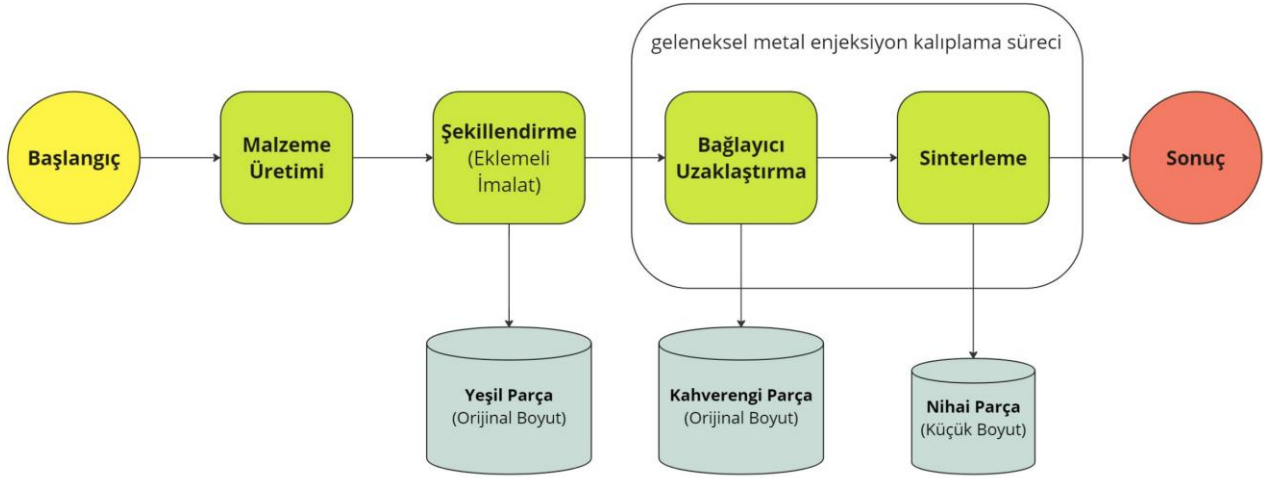 geleneksel metal enjeksiyon kalıplama süreci
Başlangıç
Malzeme
Üretimi
Şekillendirme
(Eklemeli
İmalat)
Bağlayıcı
Uzaklaştırma
Sinterleme
Sonuç
Yeşil Parça
(Orijinal Boyut)
Kahverengi Parça
(Orijinal Boyut)
Nihai Parça
(Küçük Boyut)